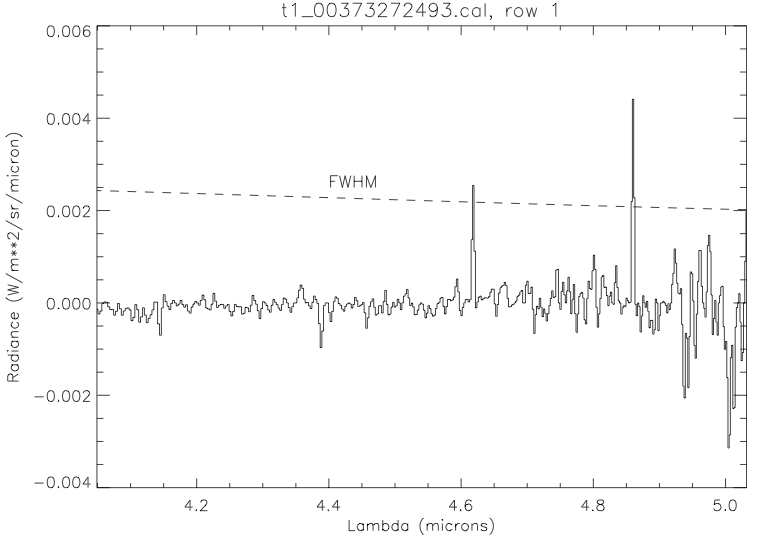 t1_00373272493.cal, row 1
0.006
0.004
0.002
0.000
−0.002
−0.004
Radiance (W/m**2/sr/micron)
FWHM
4.2
4.4
4.6
4.8
5.0
Lambda (microns)